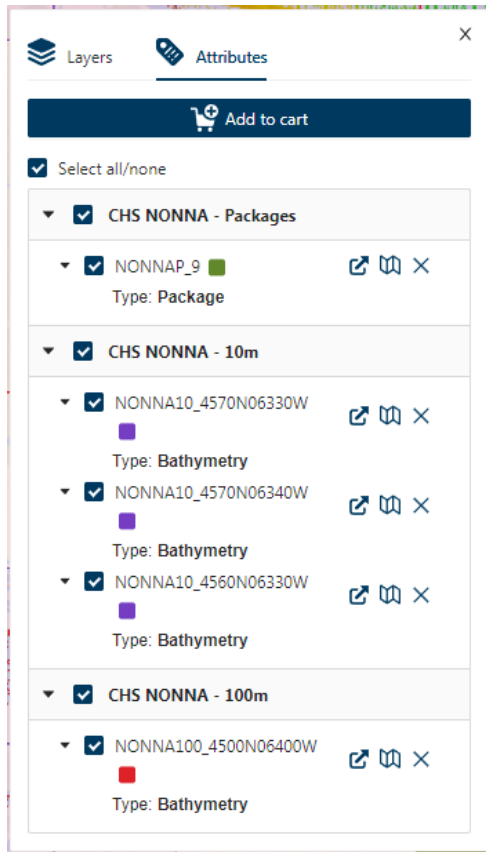 Layers
Attributes
Add to cart
Select all/none
CHS NONNA - Packages
NONNAP_9
Type: Package
CHS NONNA - 10m
NONNA10_4570N06330W
Type: Bathymetry
NONNA10_4570N06340W
Type: Bathymetry
NONNA10_4560N06330W
Type: Bathymetry
CHS NONNA - 100m
NONNA100_4500N06400W
Type: Bathymetry